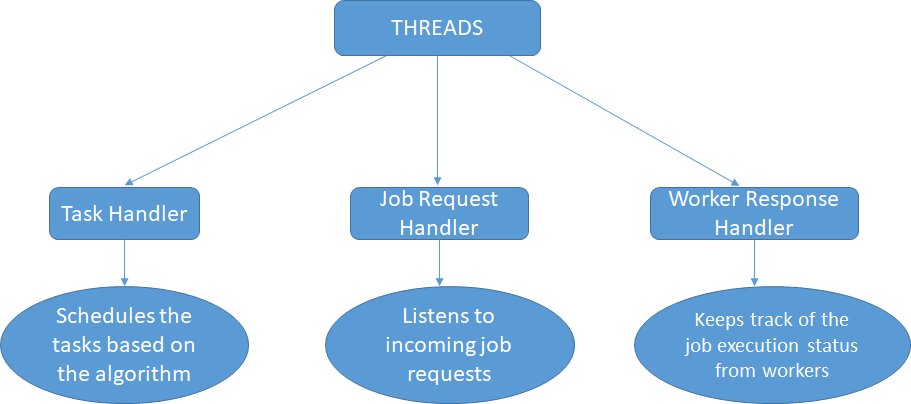 THREADS
Task Handler
Job Request
Handler
Worker Response
Handler
Schedules the
tasks based on
the algorithm
Listens to
incoming job
requests
Keeps track of the
job execution status
from workers